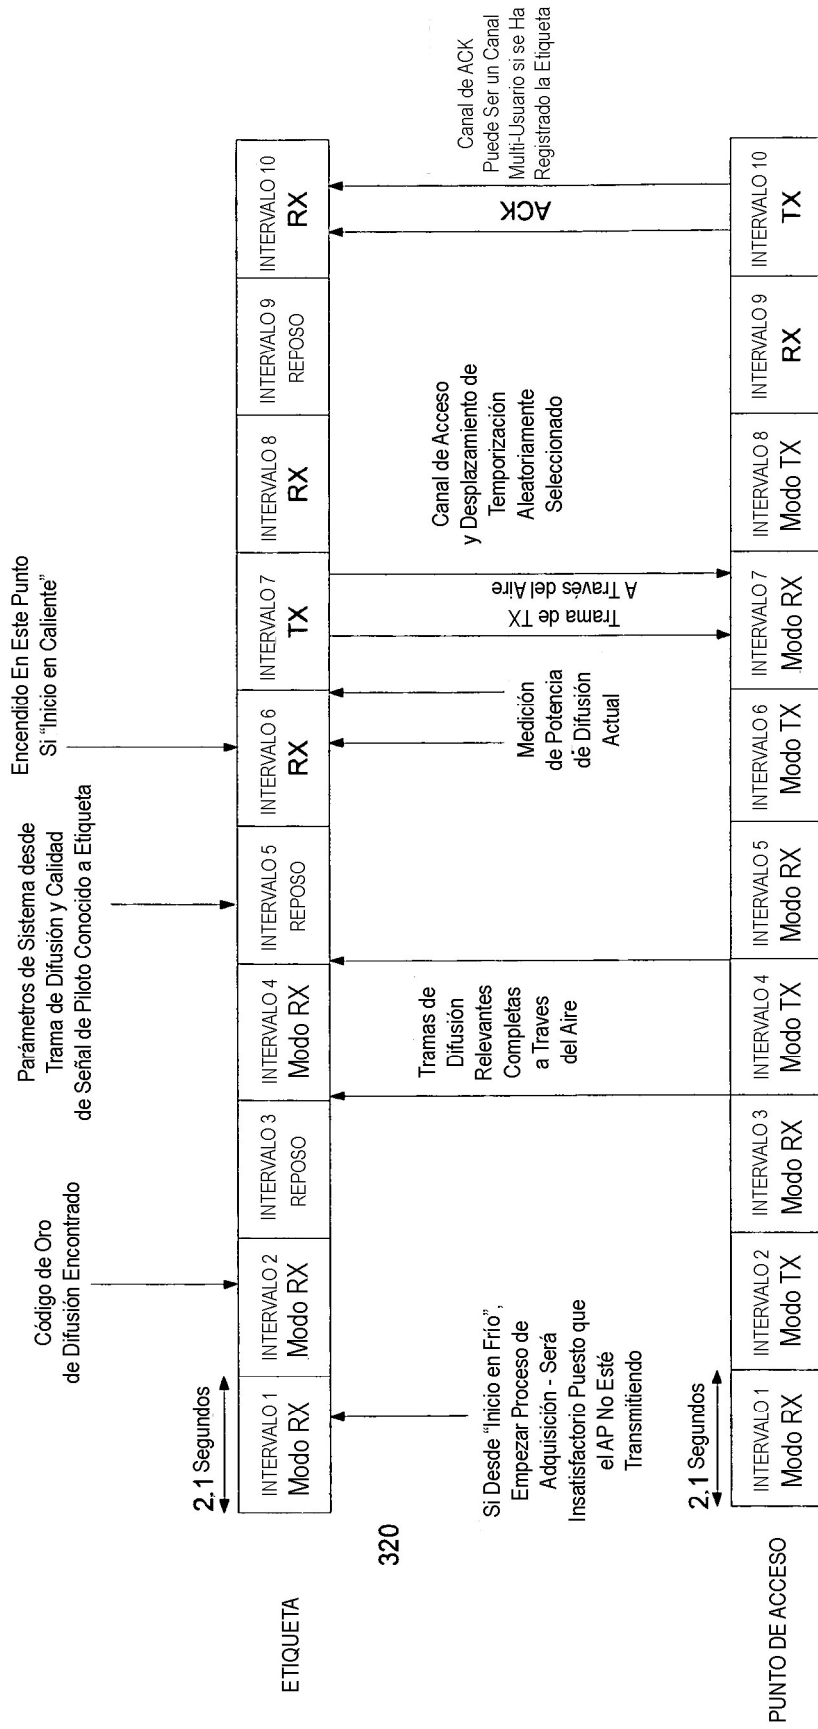 Encendido En Este Punto
Si "Inicio en Caliente"
Parámetros de Sistema desde
Trama de Difusión y Calidad
de Señal de Piloto Conocido a Etiqueta
Código de Oro
de Difusión Encontrado
2,1 Segundos
ETIQUETA
INTERVALO 1
Modo RX
INTERVALO 2
Modo RX
INTERVALO 3
REPOSO
INTERVALO 4
Modo RX
INTERVALO 5
REPOSO
INTERVALO 6
RX
INTERVALO 7
TX
INTERVALO 8
RX
INTERVALO 9
REPOSO
INTERVALO 10
RX
320
Si Desde "Inicio en Frío",
Empezar Proceso de
Adquisición - Será
Insatisfactorio Puesto que
el AP No Esté
Transmitiendo
Tramas de
Difusión
Relevantes
Completas
a Traves
del Aire
Medición
de Potencia
de Difusión
Actual
Trama de TX
A Través del Aire
Canal de Acceso
y Desplazamiento de
Temporización
Aleatoriamente
Seleccionado
ACK
Canal de ACK
Puede Ser un Canal
Multi-Usuario si se Ha
Registrado la Etiqueta
2,1 Segundos
PUNTO DE ACCESO
INTERVALO 1
Modo RX
INTERVALO 2
Modo TX
INTERVALO 3
Modo RX
INTERVALO 4
Modo TX
INTERVALO 5
Modo RX
INTERVALO 6
Modo TX
INTERVALO 7
Modo RX
INTERVALO 8
Modo TX
INTERVALO 9
RX
INTERVALO 10
TX